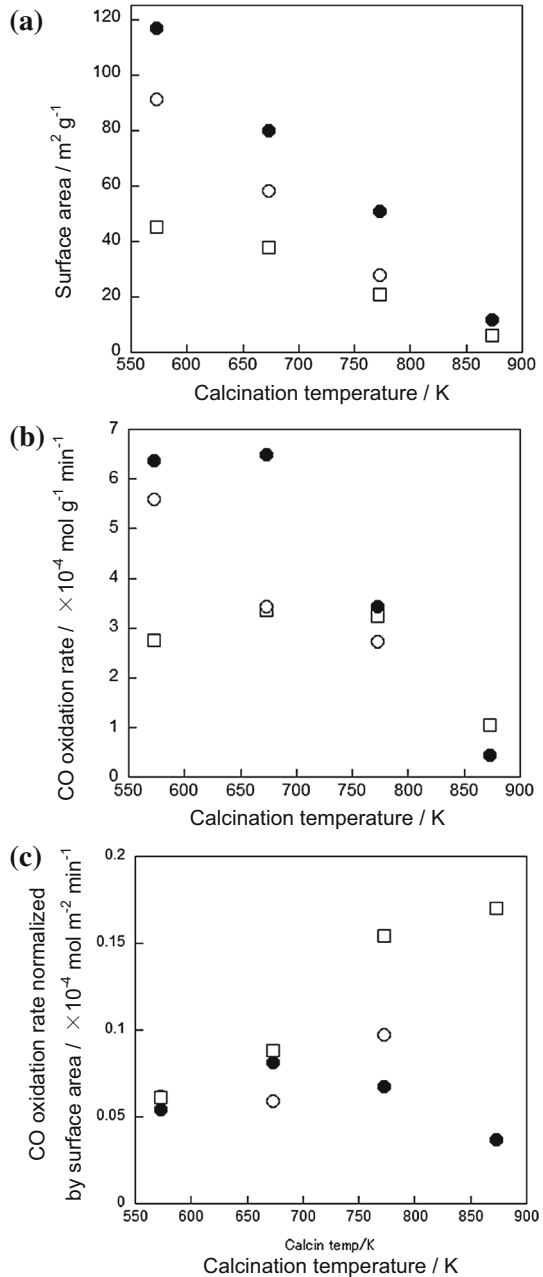 (a)
120
100
80
60
40
20
0
Surface area / m² g⁻¹
550 600 650 700 750 800 850 900
Calcination temperature / K
(b)
7
6
5
4
3
2
1
0
CO oxidation rate / ×10⁻⁴ mol g⁻¹ min⁻¹
550 600 650 700 750 800 850 900
Calcination temperature / K
(c)
0.2
0.15
0.1
0.05
0
CO oxidation rate normalized
by surface area / ×10⁻⁴ mol m⁻² min⁻¹
550 600 650 700 750 800 850 900
Calcin temp/K
Calcination temperature / K